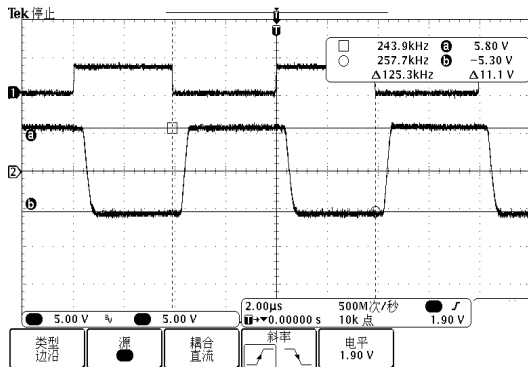 Tek 停止
T
T
243.9kHz a 5.80 V
257.7kHz b −5.30 V
Δ125.3kHz Δ11.1 V
1
a
2
b
5.00 V 5.00 V
2.00μs 500M次/秒
T→▼0.00000 s 10k 点 1.90 V
类型 源 耦合 斜率 电平
边沿 直流 1.90 V